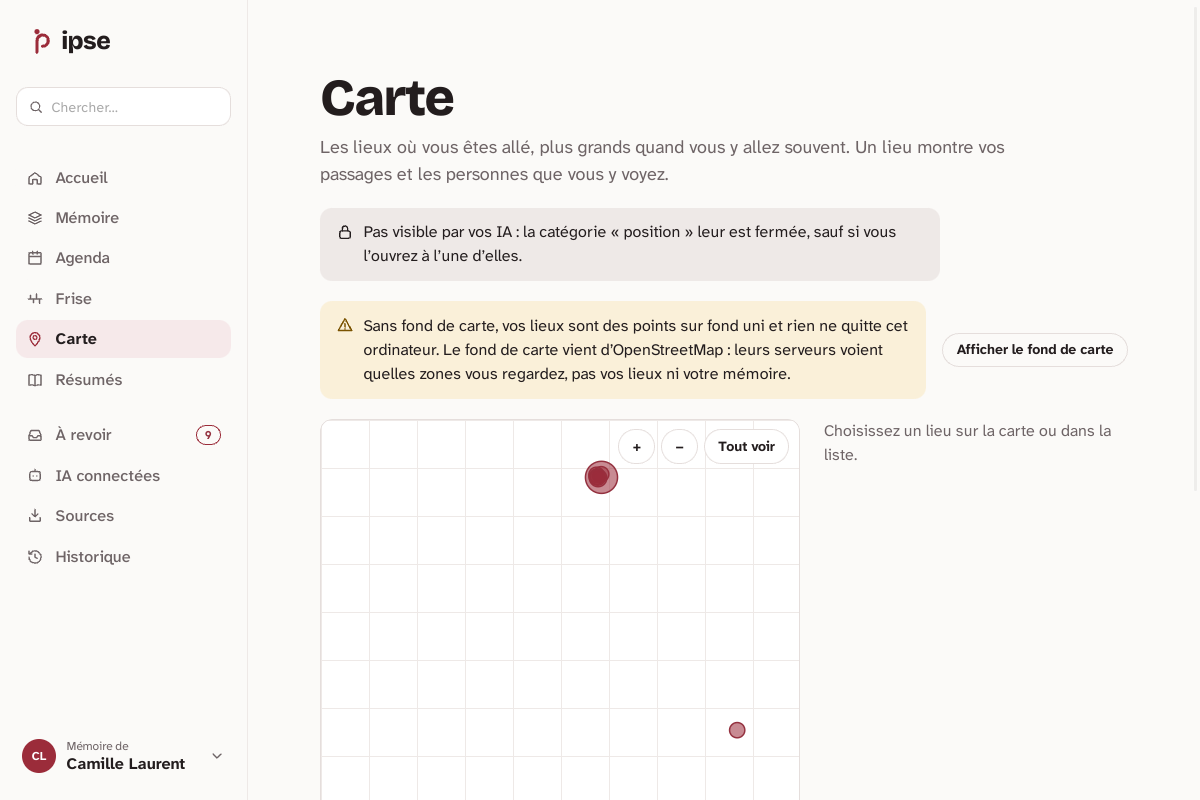 ipse
Chercher…
Accueil
Mémoire
Agenda
Frise
Carte
Résumés
À revoir
9
IA connectées
Sources
Historique
CL
Mémoire de
Camille Laurent
Carte
Les lieux où vous êtes allé, plus grands quand vous y allez souvent. Un lieu montre vos
passages et les personnes que vous y voyez.
Pas visible par vos IA : la catégorie « position » leur est fermée, sauf si vous
l’ouvrez à l’une d’elles.
Sans fond de carte, vos lieux sont des points sur fond uni et rien ne quitte cet
ordinateur. Le fond de carte vient d’OpenStreetMap : leurs serveurs voient
quelles zones vous regardez, pas vos lieux ni votre mémoire.
Afficher le fond de carte
+
−
Tout voir
Choisissez un lieu sur la carte ou dans la
liste.